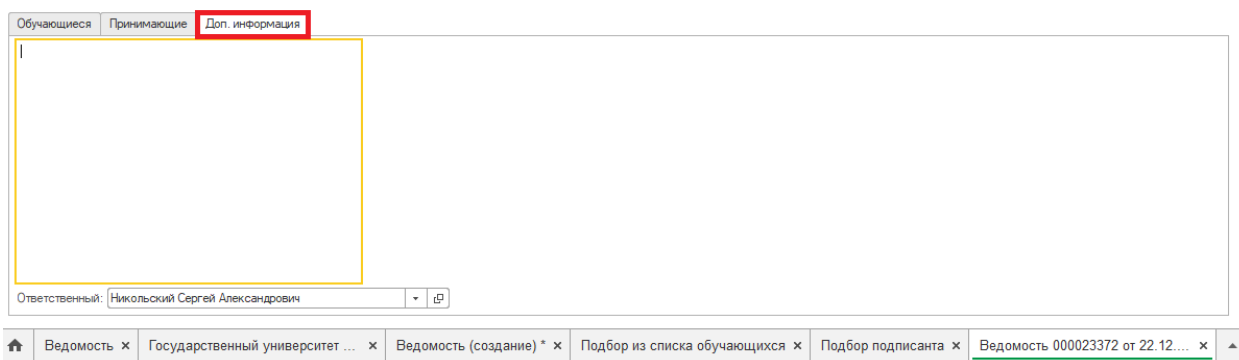 Обучающиеся Принимающие Доп. информация
Ответственный: Никольский Сергей Александрович
Ведомость × Государственный университет ... × Ведомость (создание) * × Подбор из списка обучающихся × Подбор подписанта × Ведомость 000023372 от 22.12.... ×